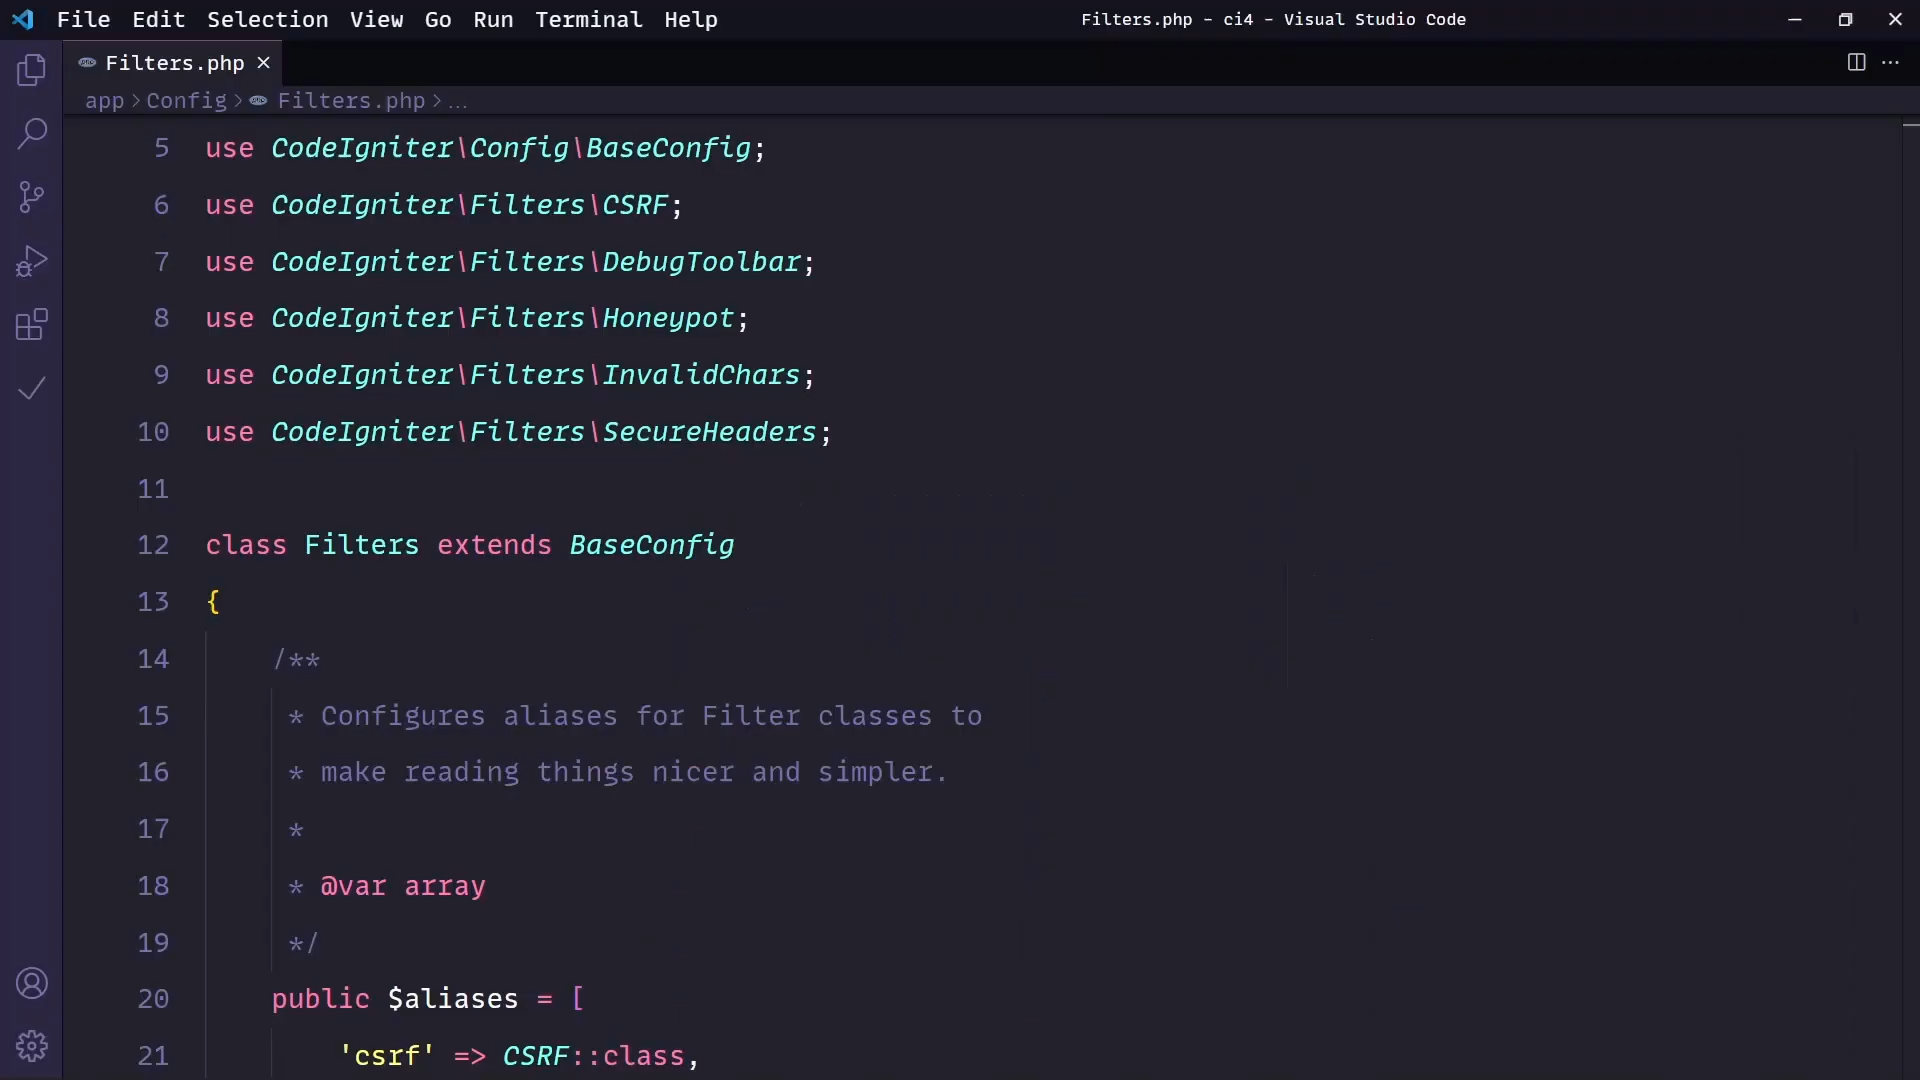 File Edit Selection View Go Run Terminal Help
Filters.php - ci4 - Visual Studio Code
Filters.php
app > Config > Filters.php > ...
5 use CodeIgniter\Config\BaseConfig;
6 use CodeIgniter\Filters\CSRF;
7 use CodeIgniter\Filters\DebugToolbar;
8 use CodeIgniter\Filters\Honeypot;
9 use CodeIgniter\Filters\InvalidChars;
10 use CodeIgniter\Filters\SecureHeaders;
11
12 class Filters extends BaseConfig
13 {
14 /**
15 * Configures aliases for Filter classes to
16 * make reading things nicer and simpler.
17 *
18 * @var array
19 */
20 public $aliases = [
21 'csrf' => CSRF::class,